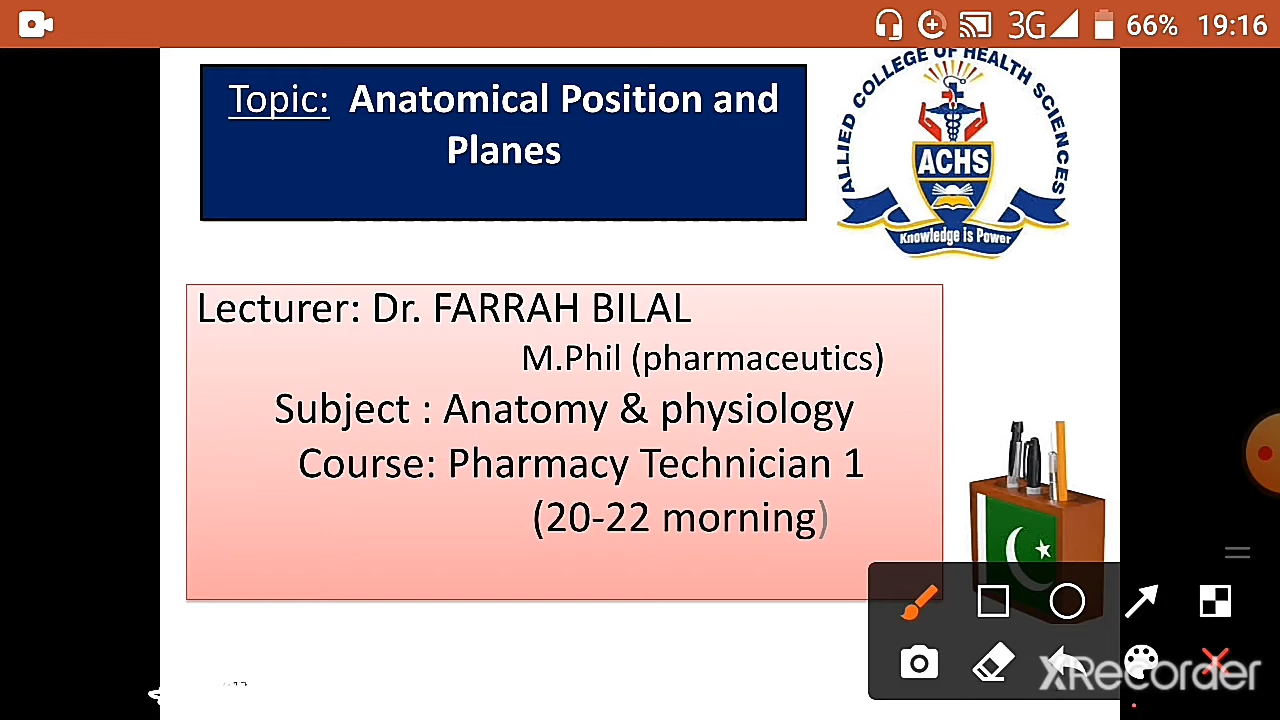 3G 66% 19:16
Topic: Anatomical Position and
Planes
ALLIED COLLEGE OF HEALTH SCIENCES
ACHS
Knowledge is Power
Lecturer: Dr. FARRAH BILAL
M.Phil (pharmaceutics)
Subject : Anatomy & physiology
Course: Pharmacy Technician 1
(20-22 morning)
XRecorder